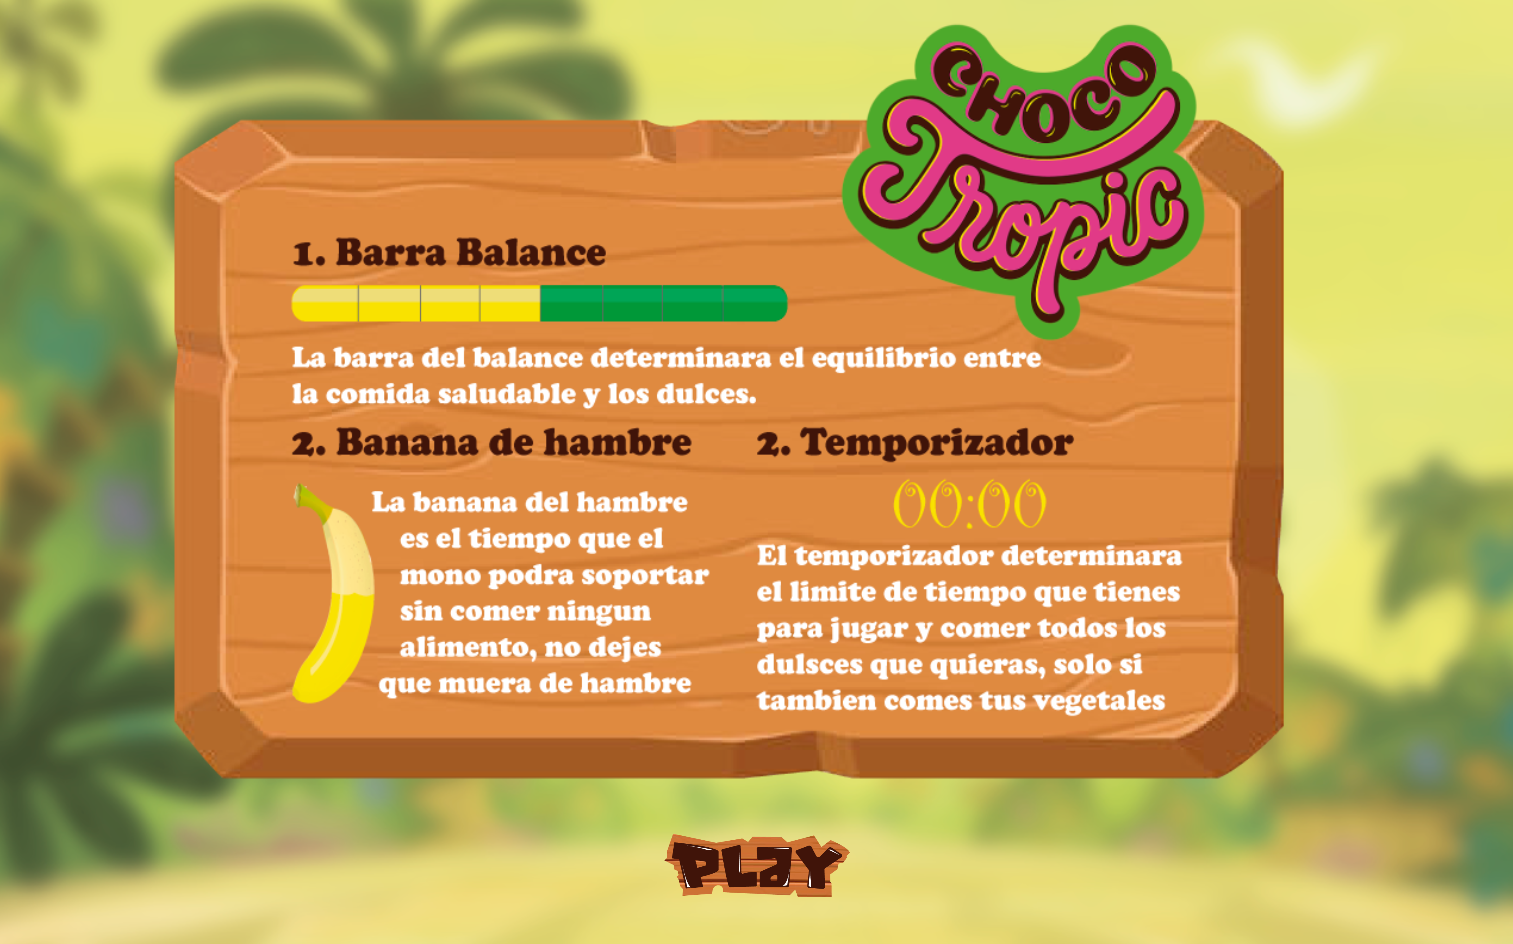 CHOCO
Tropic
1. Barra Balance
La barra del balance determinara el equilibrio entre
la comida saludable y los dulces.
2. Banana de hambre
La banana del hambre
es el tiempo que el
mono podra soportar
sin comer ningun
alimento, no dejes
que muera de hambre
2. Temporizador
00:00
El temporizador determinara
el limite de tiempo que tienes
para jugar y comer todos los
dulsces que quieras, solo si
tambien comes tus vegetales
PLaY